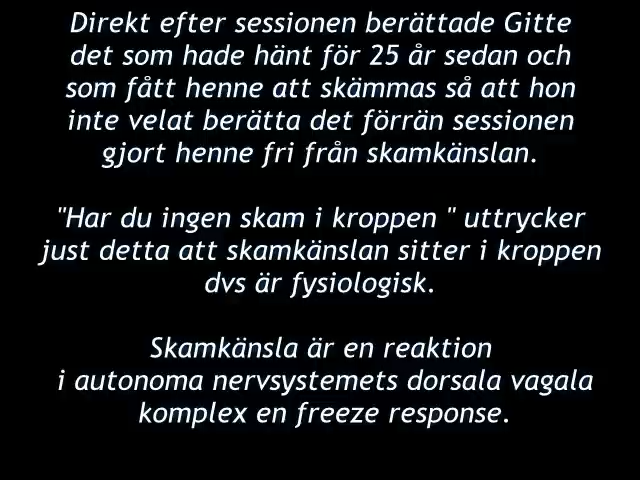 Direkt efter sessionen berättade Gitte
det som hade hänt för 25 år sedan och
som fått henne att skämmas så att hon
inte velat berätta det förrän sessionen
gjort henne fri från skamkänslan.
"Har du ingen skam i kroppen " uttrycker
just detta att skamkänslan sitter i kroppen
dvs är fysiologisk.
Skamkänsla är en reaktion
i autonoma nervsystemets dorsala vagala
komplex en freeze response.